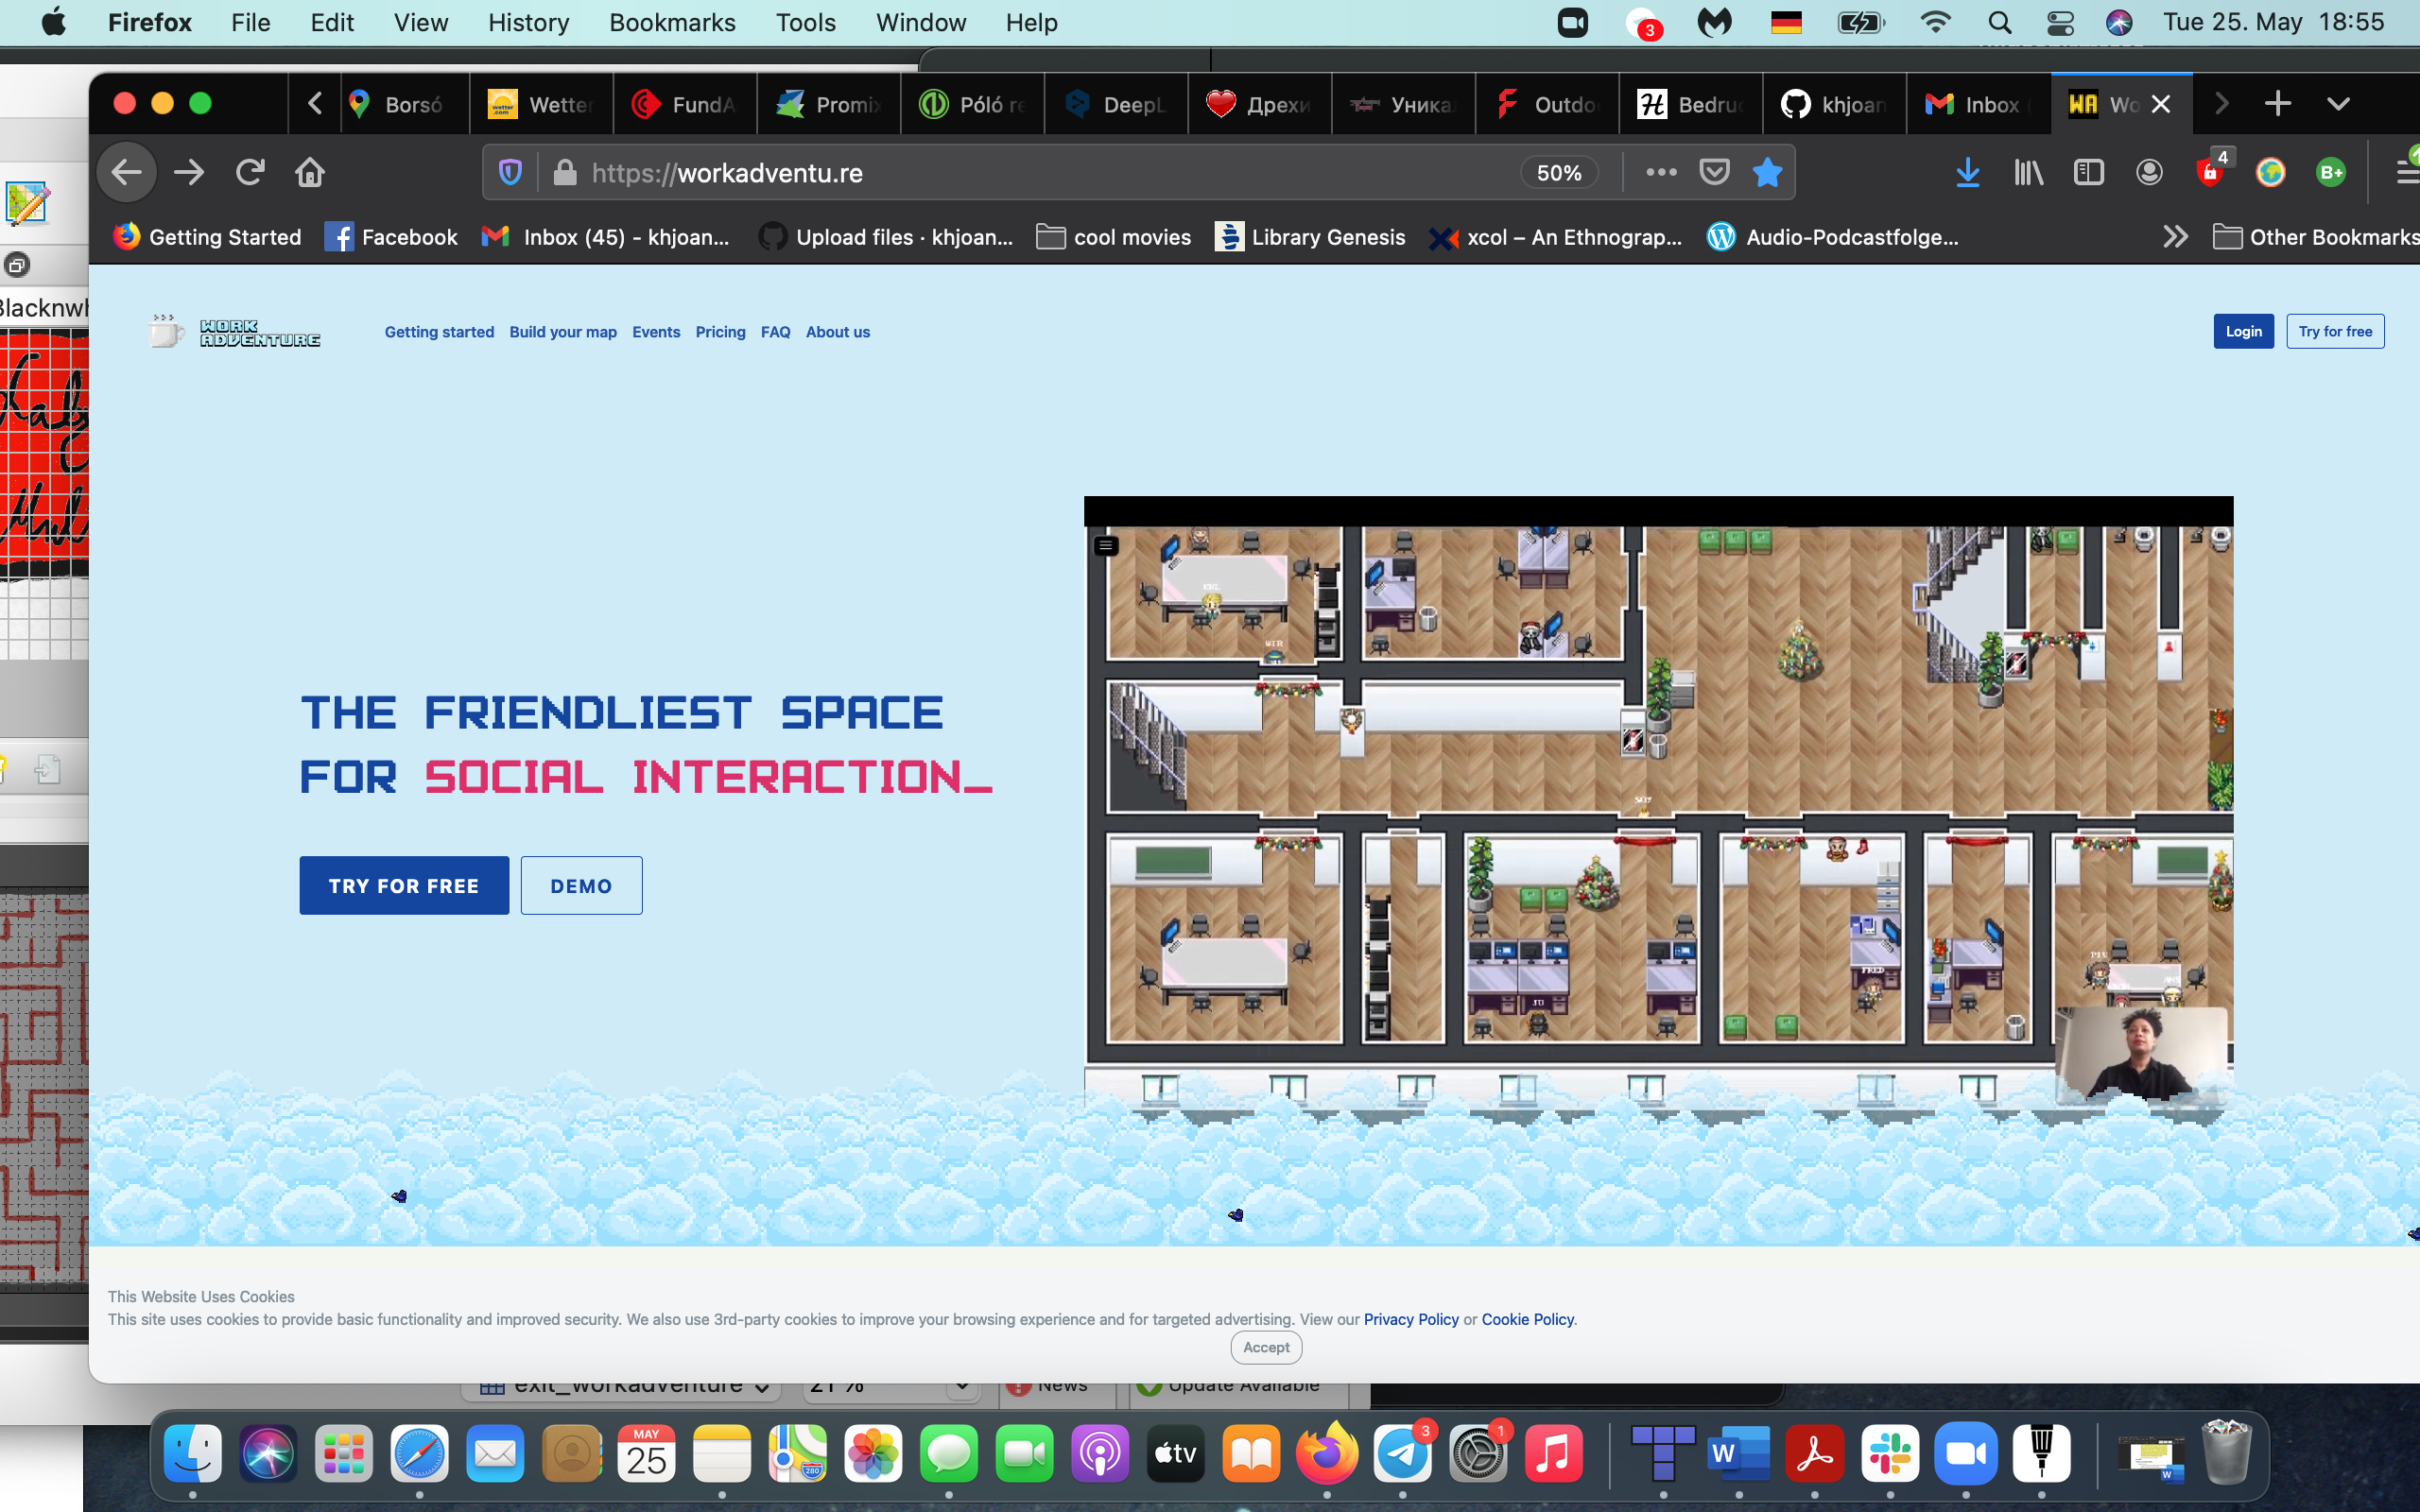 Firefox File Edit View History Bookmarks Tools Window Help 3 Tue 25. May 18:55
Borsó Wetter FundA Promix Póló re DeepL Дрехи Уника Outdo Bedruc khjoan Inbox WA Wo
https://workadventu.re 50% 4 B+
Getting Started Facebook Inbox (45) - khjoan... Upload files · khjoan... cool movies Library Genesis xcol – An Ethnograp... Audio-Podcastfolge... Other Bookmarks
WORK
ADVENTURE
Getting started Build your map Events Pricing FAQ About us Login Try for free
THE FRIENDLIEST SPACE
FOR SOCIAL INTERACTION_
TRY FOR FREE DEMO
FRED
This Website Uses Cookies
This site uses cookies to provide basic functionality and improved security. We also use 3rd-party cookies to improve your browsing experience and for targeted advertising. View our Privacy Policy or Cookie Policy.
Accept
exit_workadventure 21 % News Update Available
MAY
25
280
tv
3
1
W